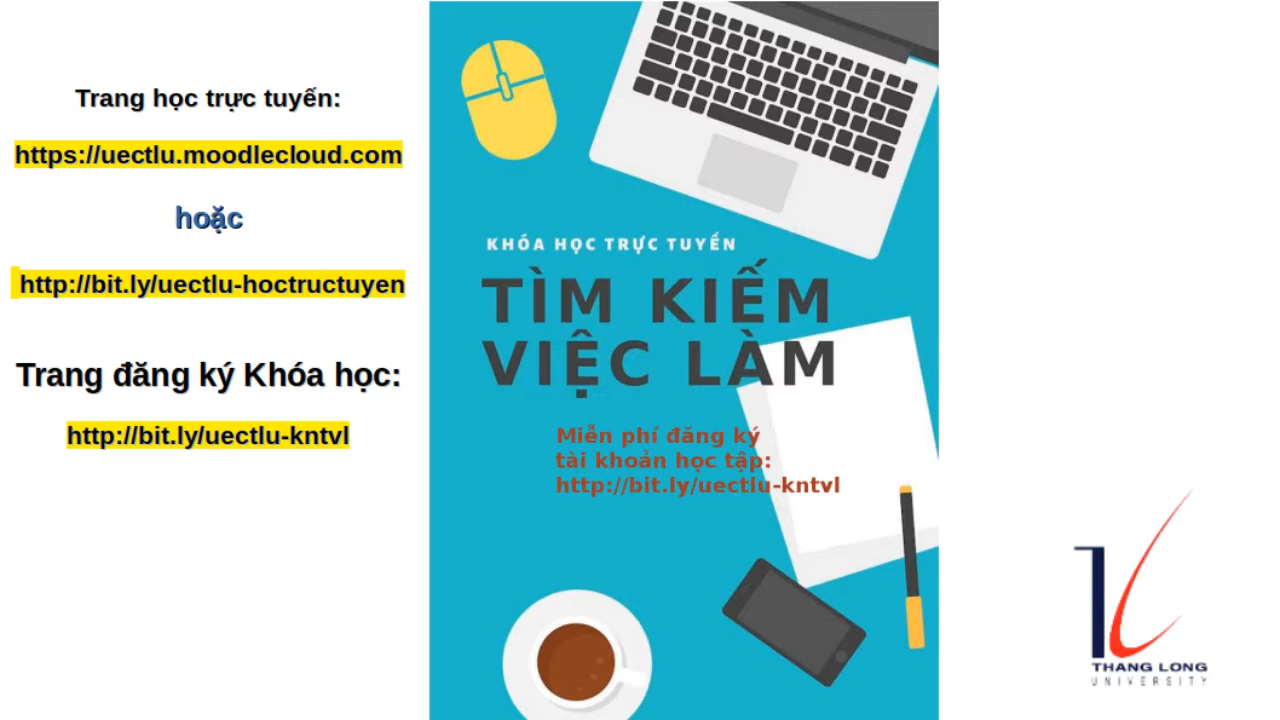 Trang học trực tuyến:
https://uectlu.moodlecloud.com
hoặc
http://bit.ly/uectlu-hoctructuyen
Trang đăng ký Khóa học:
http://bit.ly/uectlu-kntvl
KHÓA HỌC TRỰC TUYẾN
TÌM KIẾM
VIỆC LÀM
Miễn phí đăng ký
tài khoản học tập:
http://bit.ly/uectlu-kntvl
THANG LONG
UNIVERSITY